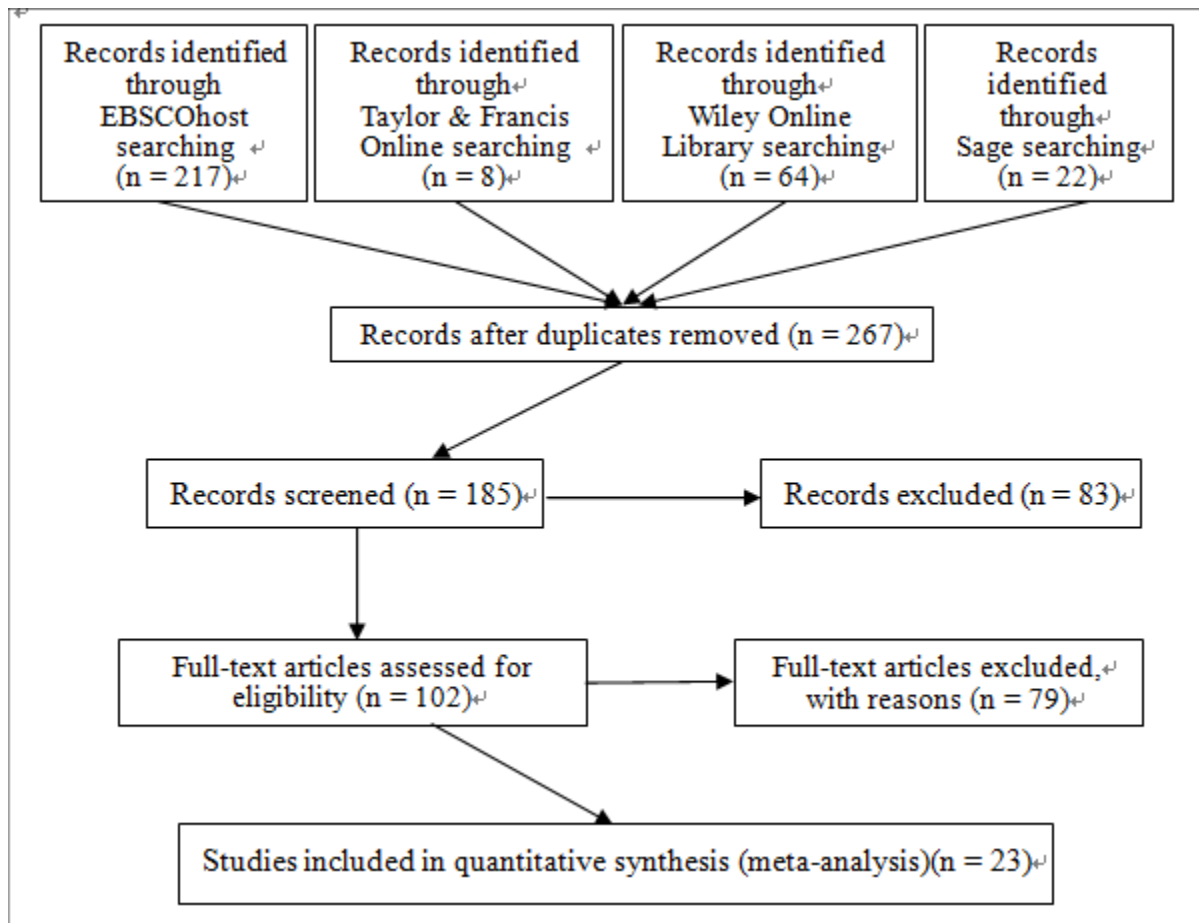 Records identified
through
EBSCOhost
searching
(n = 217)
Records identified
through
Taylor & Francis
Online searching
(n = 8)
Records identified
through
Wiley Online
Library searching
(n = 64)
Records
identified
through
Sage searching
(n = 22)
Records after duplicates removed (n = 267)
Records screened (n = 185)
Records excluded (n = 83)
Full-text articles assessed for
eligibility (n = 102)
Full-text articles excluded,
with reasons (n = 79)
Studies included in quantitative synthesis (meta-analysis)(n = 23)